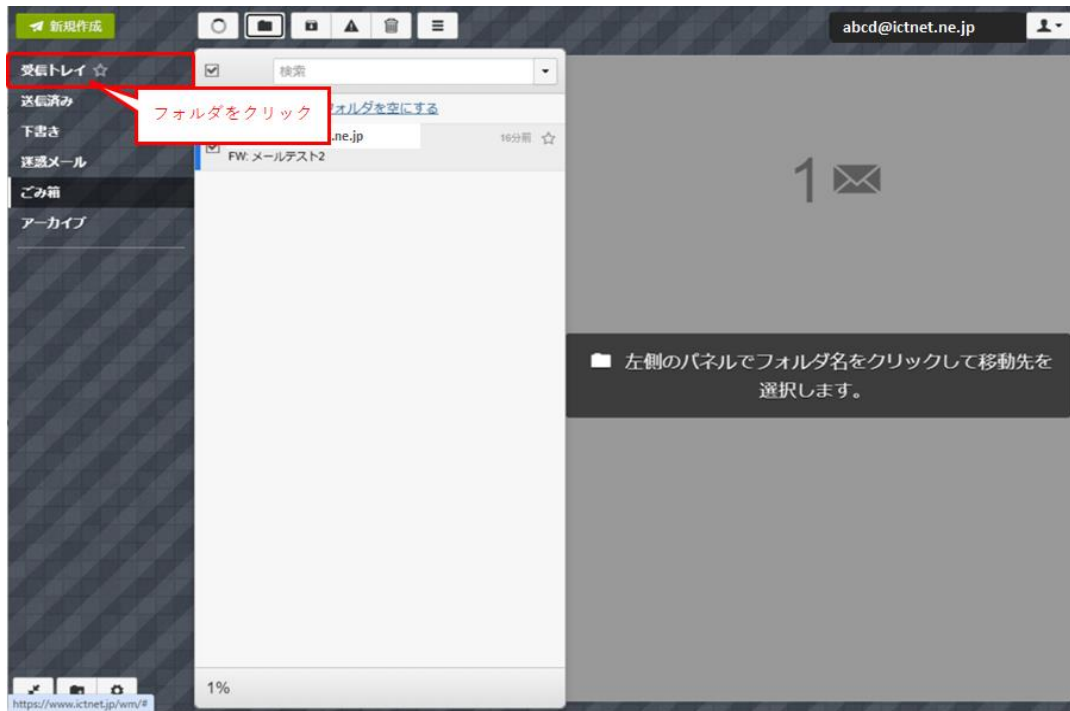 新規作成
abcd@ictnet.ne.jp
受信トレイ
検索
送信済み
フォルダを空にする
フォルダをクリック
下書き
.ne.jp
16分前
迷惑メール
FW: メールテスト2
ごみ箱
1
アーカイブ
左側のパネルでフォルダ名をクリックして移動先を
選択します。
1%
https://www.ictnet.jp/wm/#